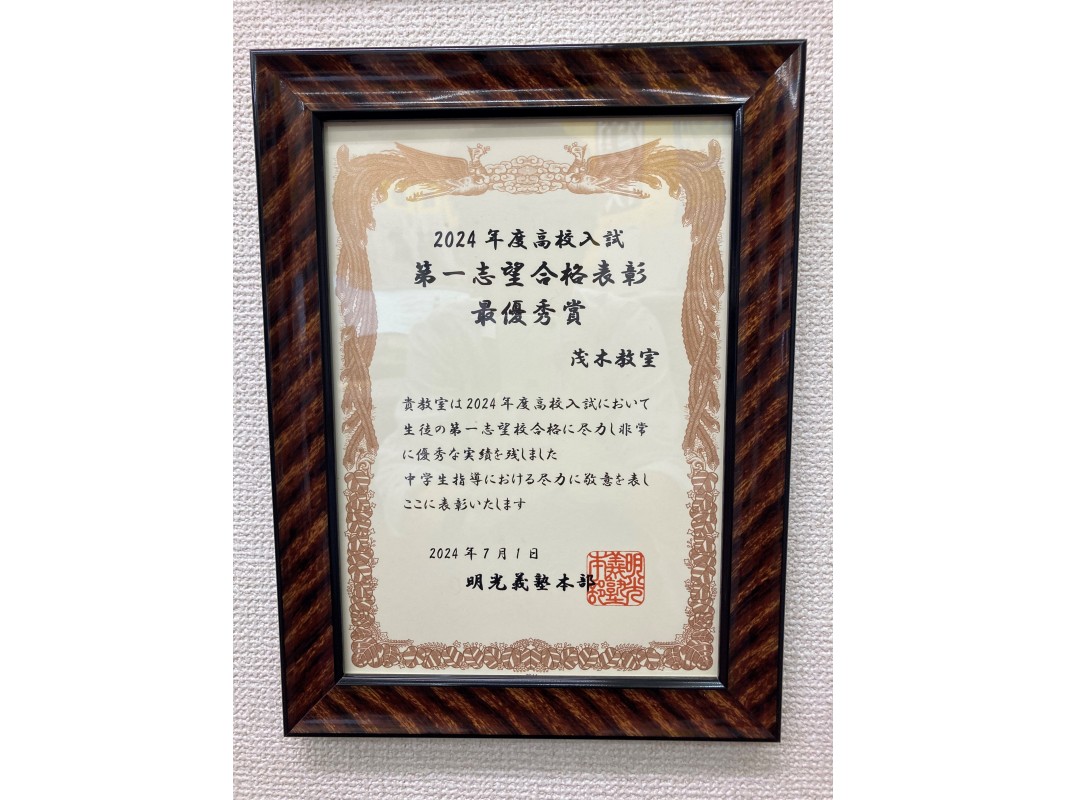 2024年度高校入試
第一志望合格表彰
最優秀賞
茂木教室
貴教室は2024年度高校入試において
生徒の第一志望校合格に尽力し非常
に優秀な実績を残しました
中学生指導における尽力に敬意を表し
ここに表彰いたします
2024年7月1日
明光義塾本部
明光義塾本部